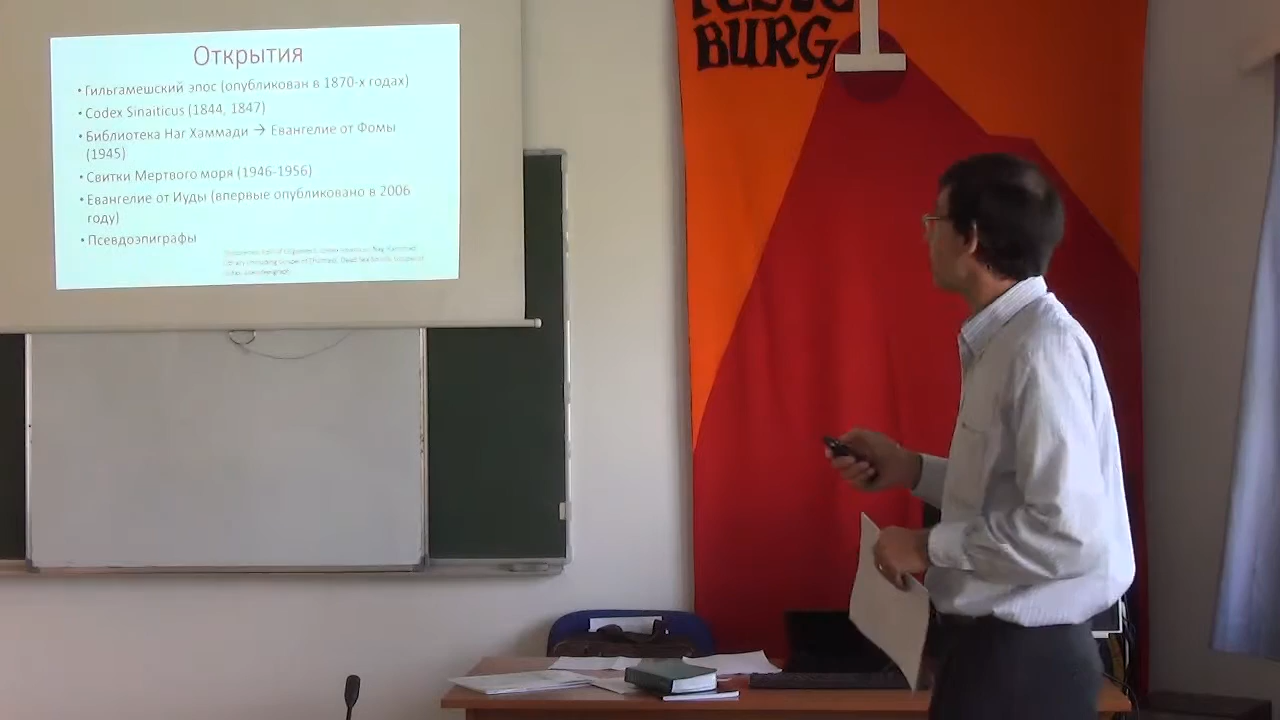 Открытия
• Гильгамешский эпос (опубликован в 1870-х годах)
• Codex Sinaiticus (1844, 1847)
• Библиотека Наг Хаммади → Евангелие от Фомы
(1945)
• Свитки Мертвого моря (1946-1956)
• Евангелие от Иуды (впервые опубликовано в 2006
году)
• Псевдоэпиграфы
BURG